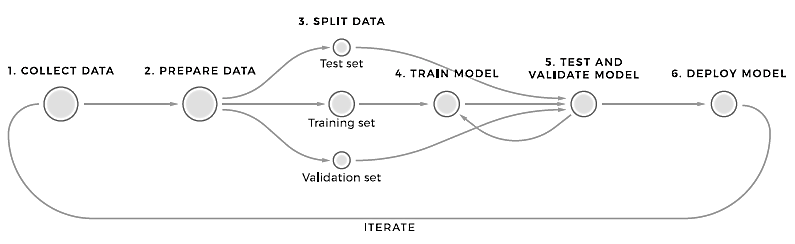 3. SPLIT DATA
Test set
1. COLLECT DATA
2. PREPARE DATA
4. TRAIN MODEL
5. TEST AND
VALIDATE MODEL
6. DEPLOY MODEL
Training set
Validation set
ITERATE